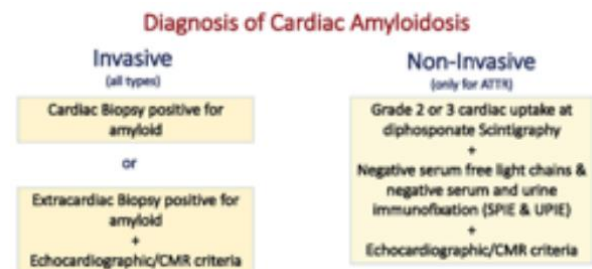 Diagnosis of Cardiac Amyloidosis
Invasive
(all types)
Cardiac Biopsy positive for
amyloid
or
Extracardiac Biopsy positive for
amyloid
+
Echocardiographic/CMR criteria
Non-Invasive
(only for ATTR)
Grade 2 or 3 cardiac uptake at
diphosponate Scintigraphy
+
Negative serum free light chains &
negative serum and urine
immunofixation (SPIE & UPIE)
+
Echocardiographic/CMR criteria